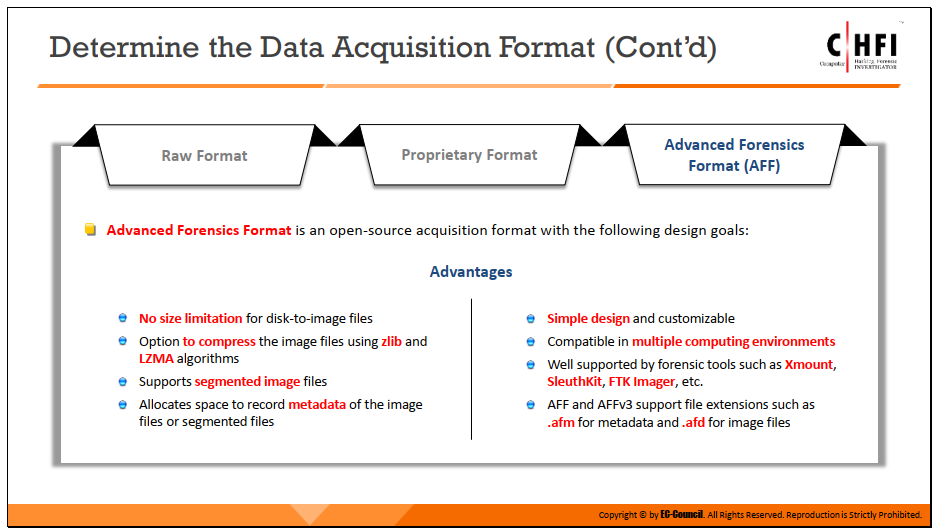 Determine the Data Acquisition Format (Cont’d)
C HFI
Computer Hacking Forensic
INVESTIGATOR
Raw Format
Proprietary Format
Advanced Forensics
Format (AFF)
Advanced Forensics Format is an open-source acquisition format with the following design goals:
Advantages
No size limitation for disk-to-image files
Option to compress the image files using zlib and
LZMA algorithms
Supports segmented image files
Allocates space to record metadata of the image
files or segmented files
Simple design and customizable
Compatible in multiple computing environments
Well supported by forensic tools such as Xmount,
SleuthKit, FTK Imager, etc.
AFF and AFFv3 support file extensions such as
.afm for metadata and .afd for image files
Copyright © by EC-Council. All Rights Reserved. Reproduction is Strictly Prohibited.